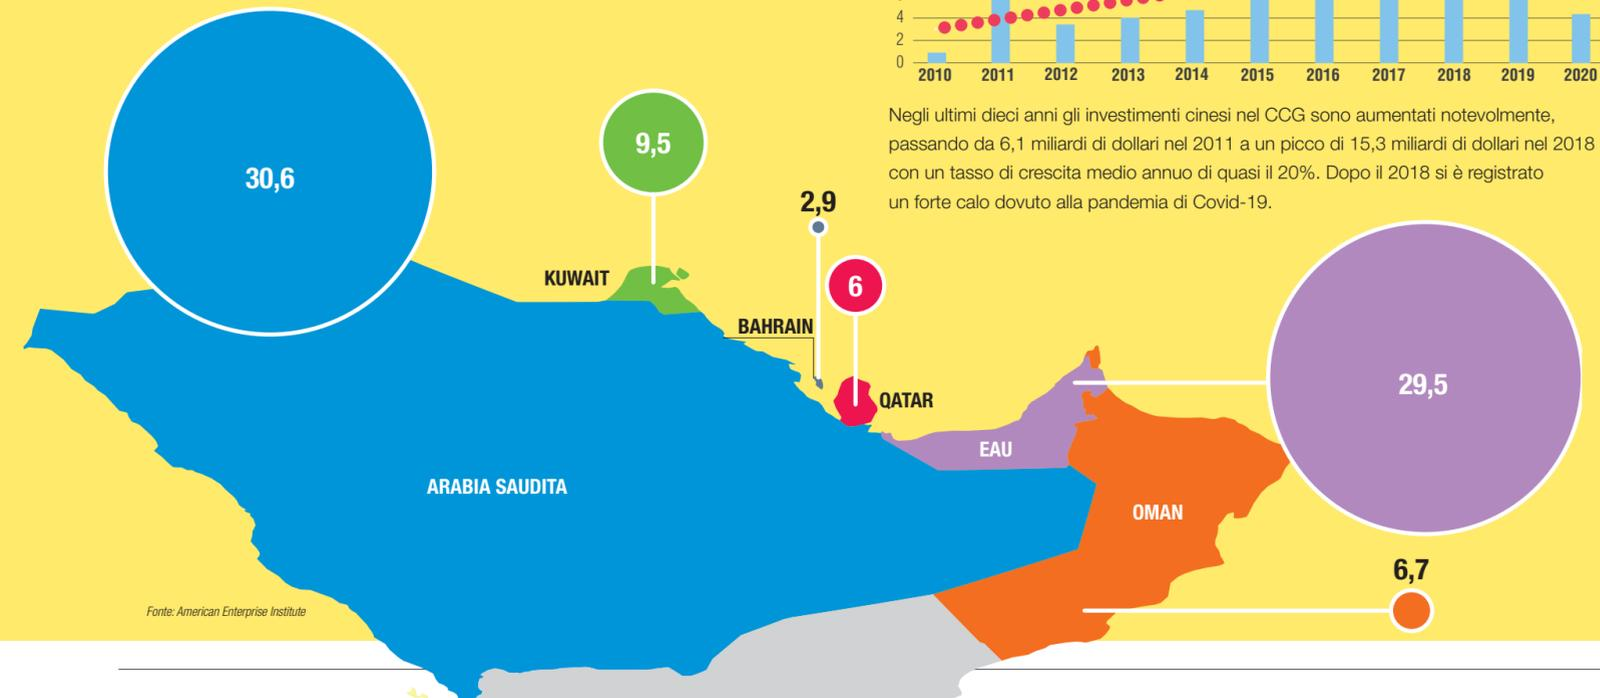 4
2
0
2010 2011 2012 2013 2014 2015 2016 2017 2018 2019 2020
Negli ultimi dieci anni gli investimenti cinesi nel CCG sono aumentati notevolmente,
passando da 6,1 miliardi di dollari nel 2011 a un picco di 15,3 miliardi di dollari nel 2018
con un tasso di crescita medio annuo di quasi il 20%. Dopo il 2018 si è registrato
un forte calo dovuto alla pandemia di Covid-19.
30,6
9,5
2,9
6
KUWAIT
BAHRAIN
QATAR
29,5
EAU
ARABIA SAUDITA
OMAN
6,7
Fonte: American Enterprise Institute